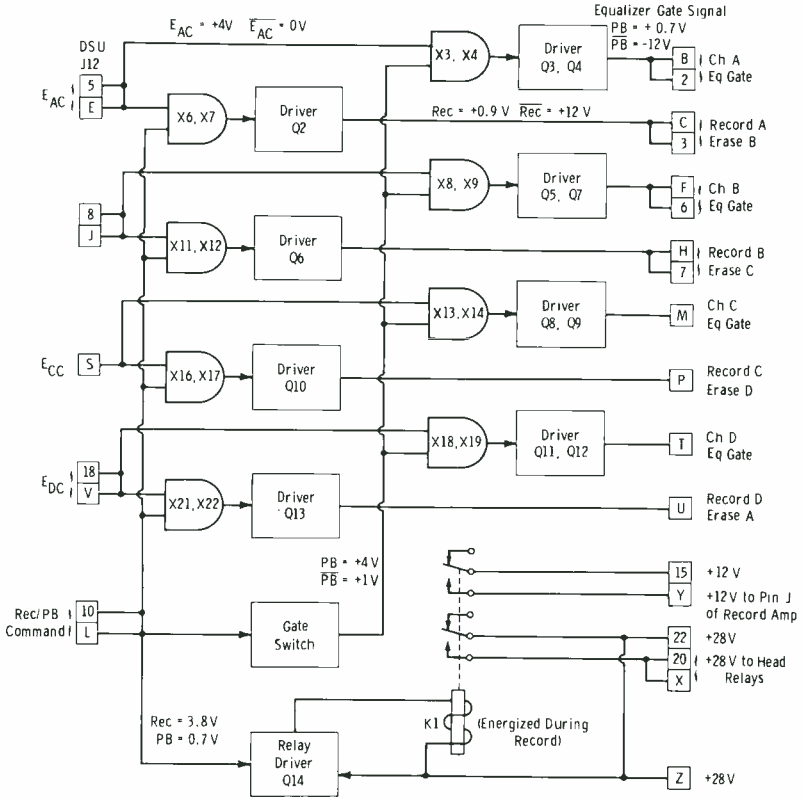 Equalizer Gate Signal
E_AC = +4V  E̅_A̅C̅ = 0V
PB = + 0.7V
P̅B̅ = -12V
DSU
J12
5
E_AC
E
X3, X4
Driver
Q3, Q4
B
Ch A
2
Eq Gate
X6, X7
Driver
Q2
Rec = +0.9 V  R̅e̅c̅ = +12 V
C
Record A
3
Erase B
8
J
X8, X9
Driver
Q5, Q7
F
Ch B
6
Eq Gate
X11, X12
Driver
Q6
H
Record B
7
Erase C
X13, X14
Driver
Q8, Q9
M
Ch C
Eq Gate
E_CC
S
X16, X17
Driver
Q10
P
Record C
Erase D
X18, X19
Driver
Q11, Q12
T
Ch D
Eq Gate
18
E_DC
V
X21, X22
Driver
Q13
U
Record D
Erase A
PB = +4V
P̅B̅ = +1V
15
+12 V
Y
+12V to Pin J
of Record Amp
Rec/PB
Command
10
L
Gate
Switch
22
+28V
20
+28 V to Head
X
Relays
Rec = 3.8V
PB = 0.7V
K1
(Energized During
Record)
Relay
Driver
Q14
Z
+28V